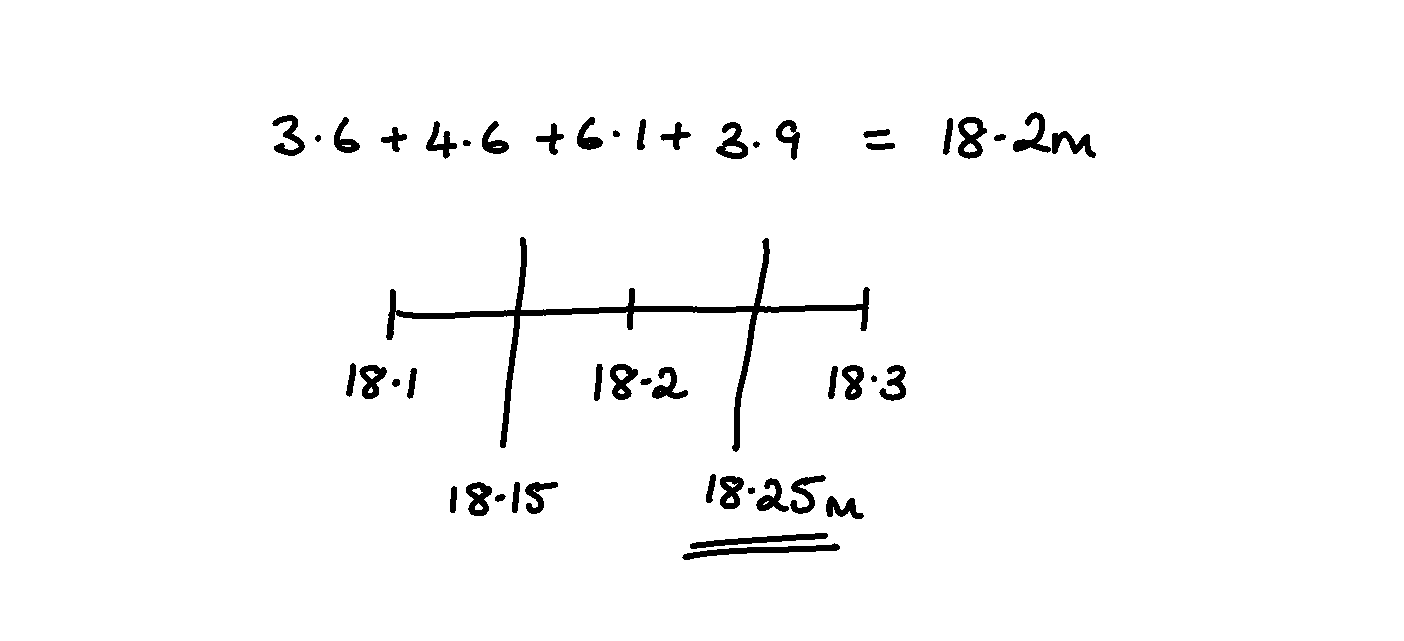 3.6 + 4.6 + 6.1 + 3.9 = 18.2m
18.1 18.2 18.3
18.15 18.25m